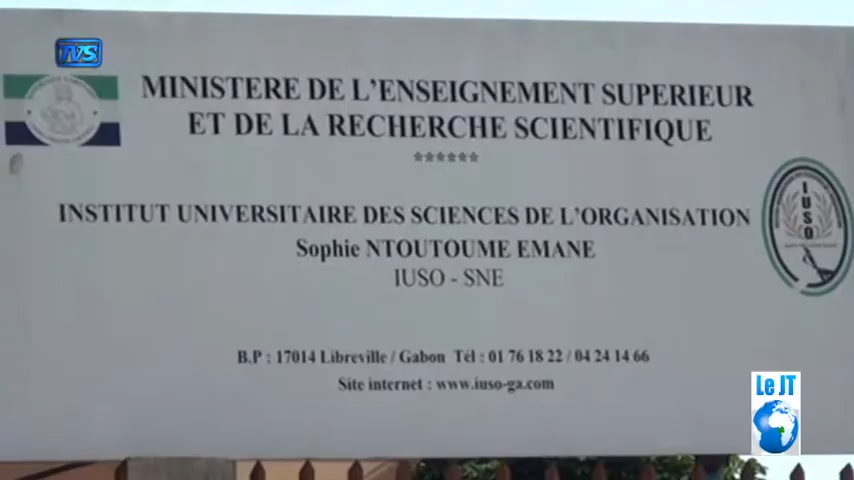 TVS
MINISTERE DE L'ENSEIGNEMENT SUPERIEUR
ET DE LA RECHERCHE SCIENTIFIQUE
******
INSTITUT UNIVERSITAIRE DES SCIENCES DE L'ORGANISATION
Sophie NTOUTOUME EMANE
IUSO - SNE
IUSO
B.P : 17014 Libreville / Gabon Tél : 01 76 18 22 / 04 24 14 66
Site internet : www.iuso-ga.com
Le JT